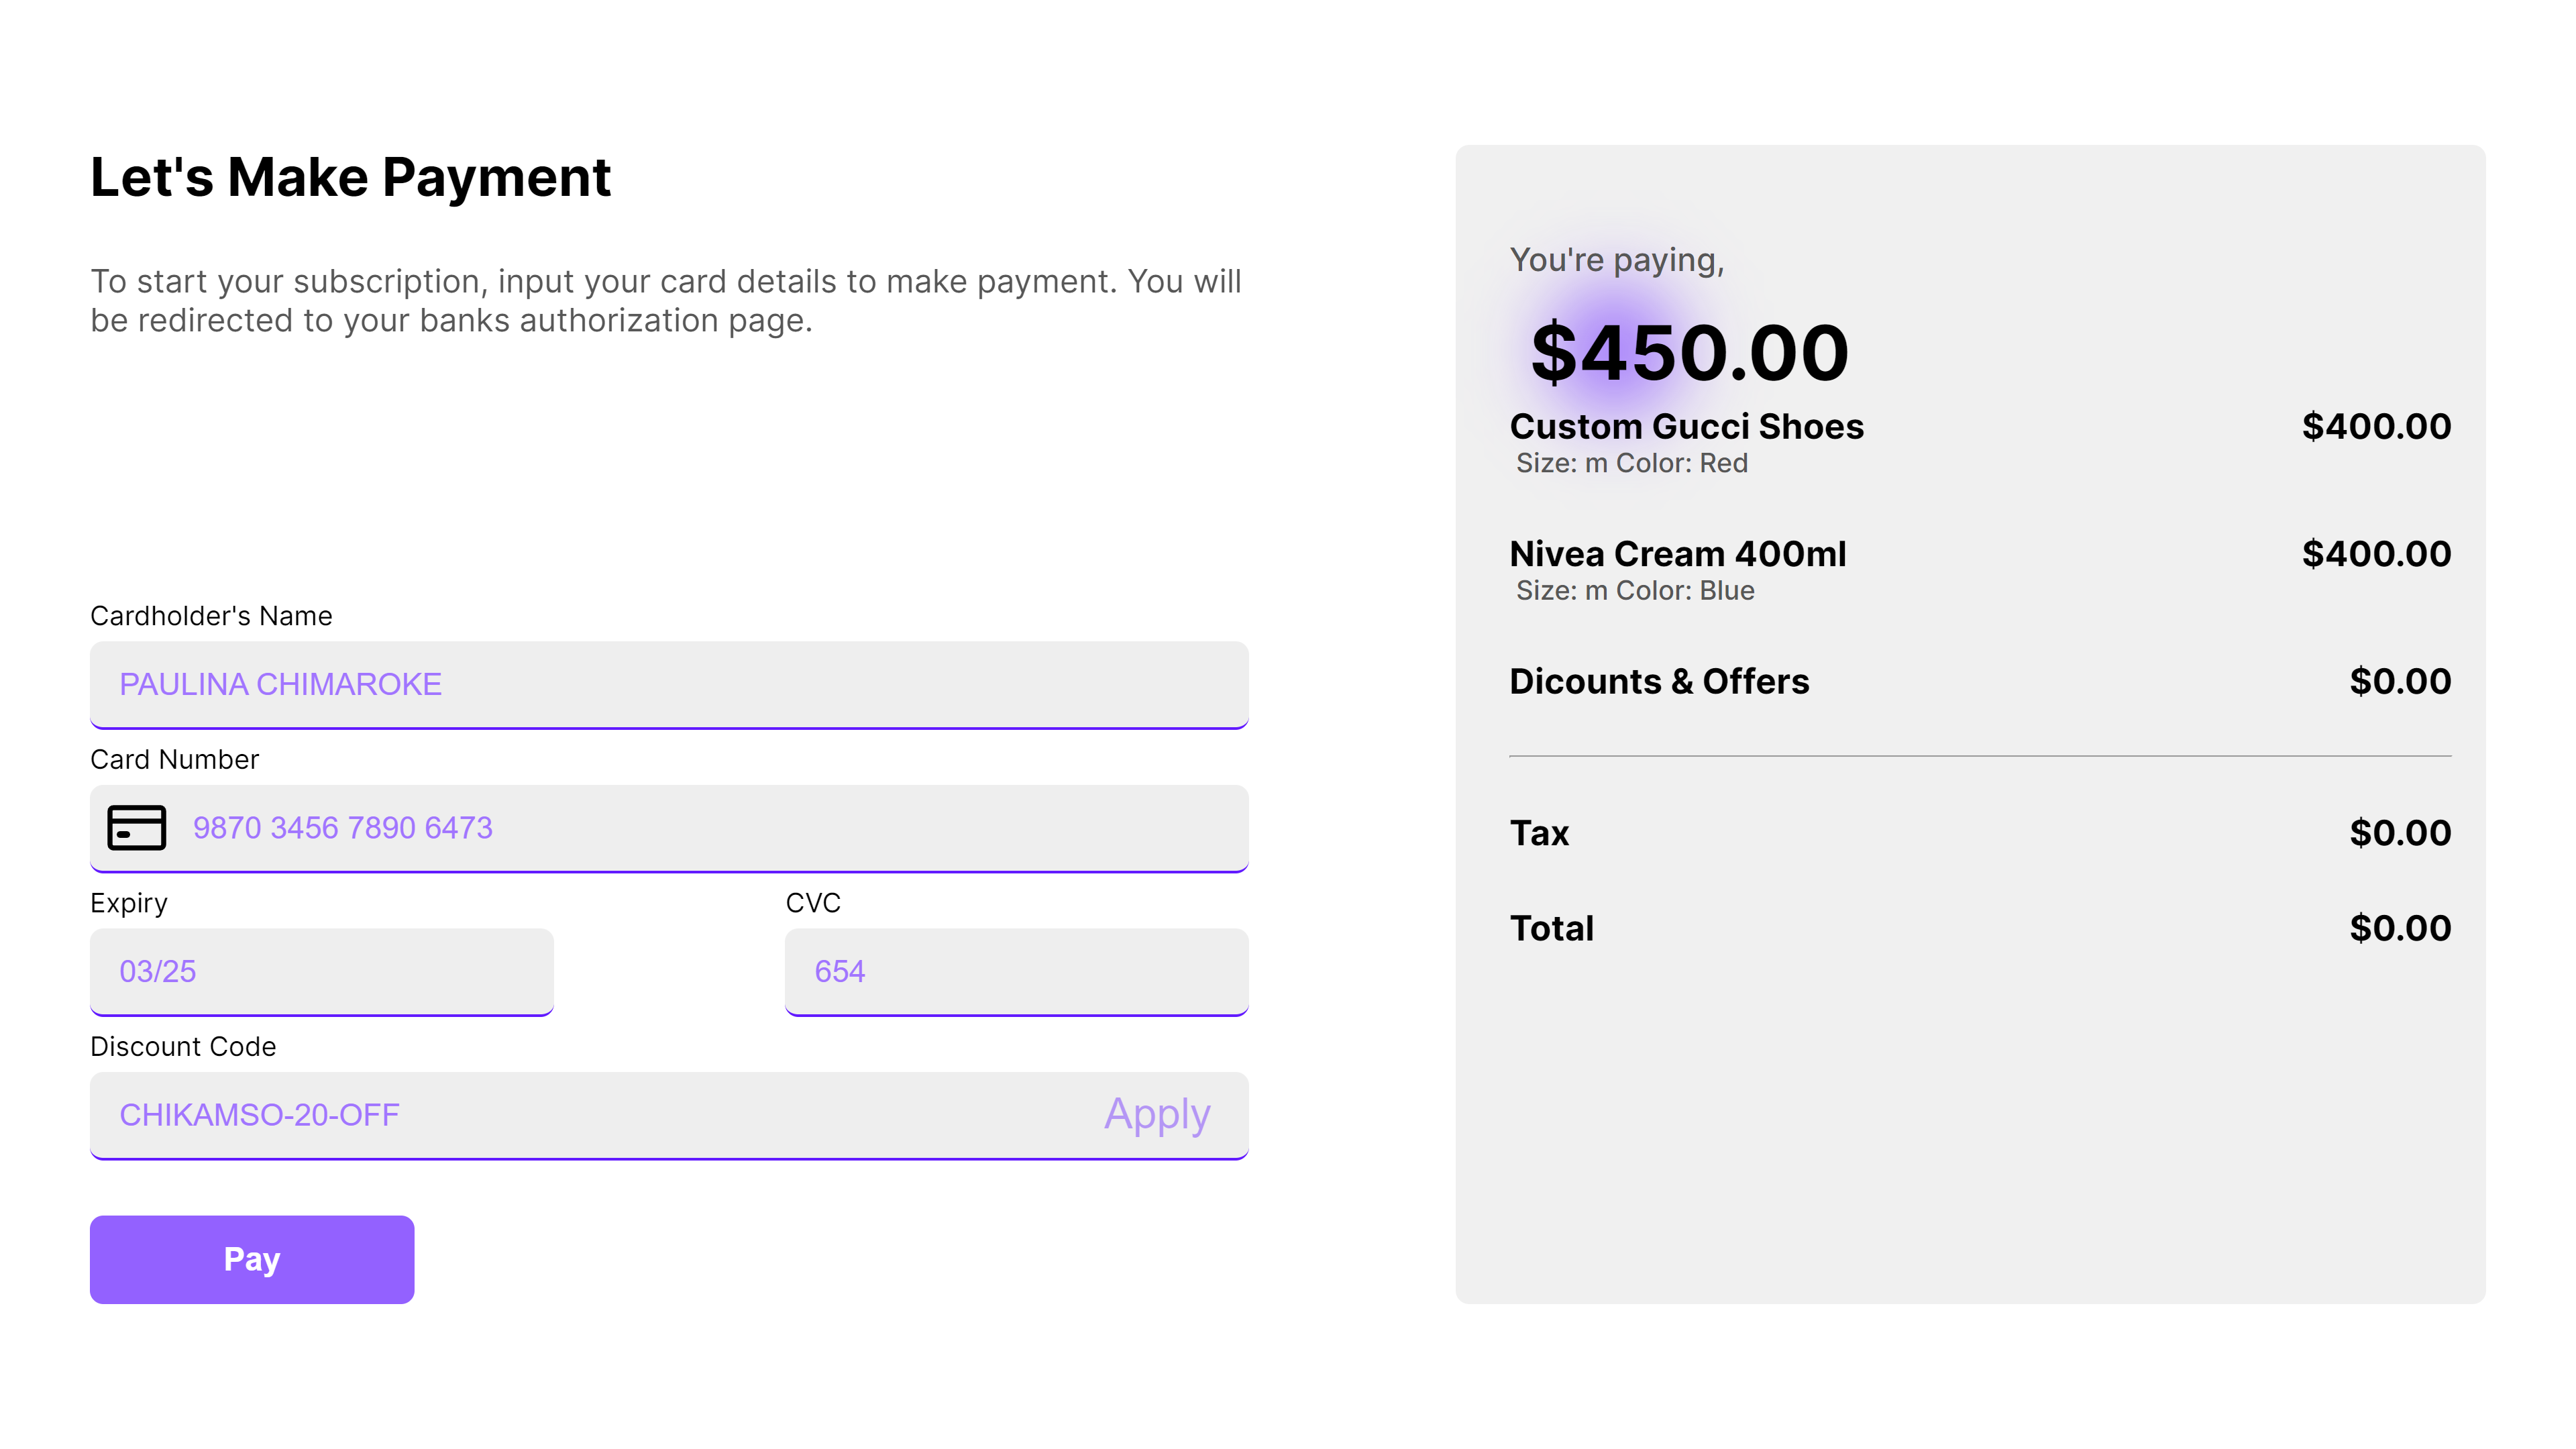 Let's Make Payment
To start your subscription, input your card details to make payment. You will
be redirected to your banks authorization page.
Cardholder's Name
PAULINA CHIMAROKE
Card Number
9870 3456 7890 6473
Expiry
03/25
CVC
654
Discount Code
CHIKAMSO-20-OFF
Apply
Pay
You're paying,
$450.00
Custom Gucci Shoes $400.00
Size: m Color: Red
Nivea Cream 400ml $400.00
Size: m Color: Blue
Dicounts & Offers $0.00
Tax $0.00
Total $0.00